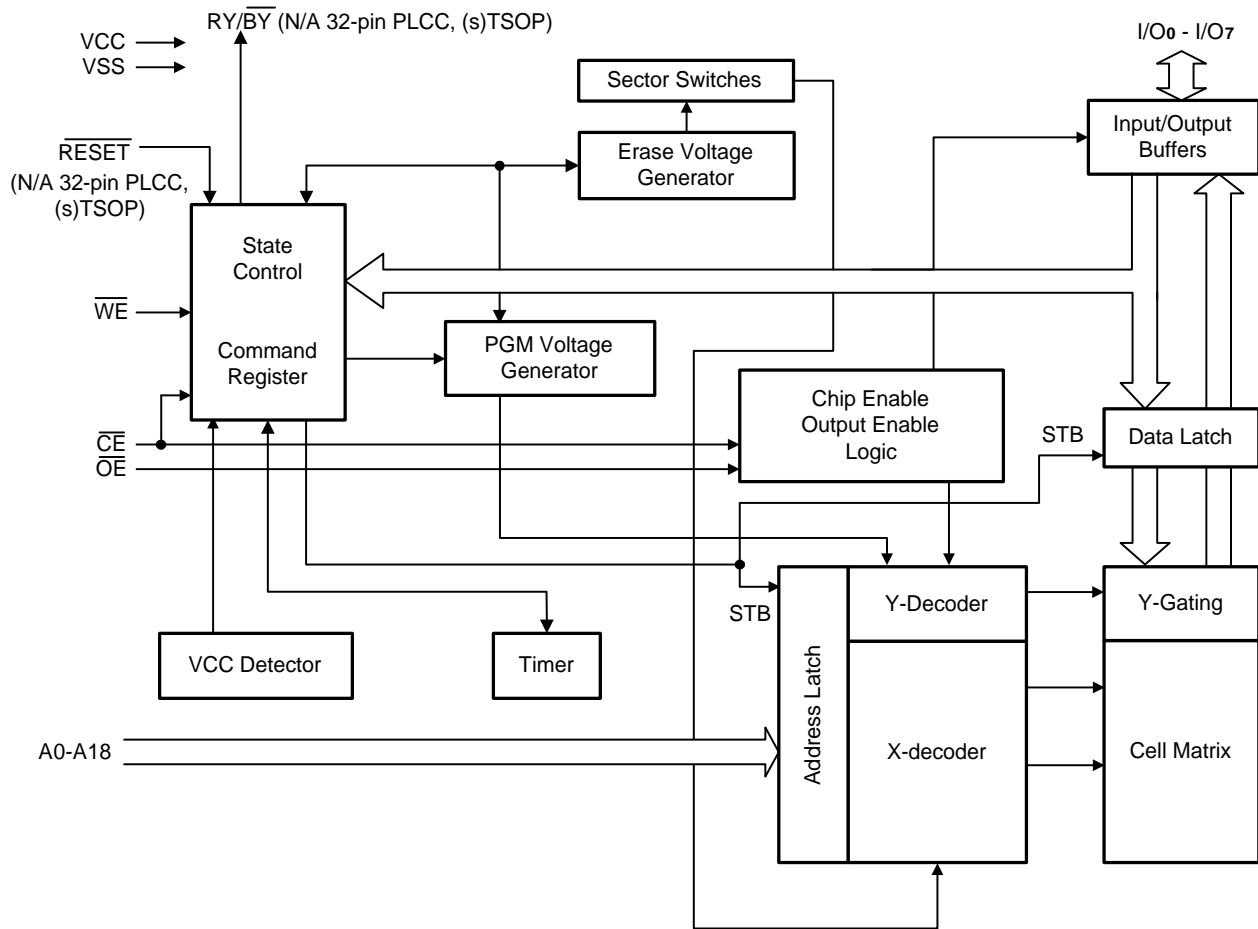 RY/BY (N/A 32-pin PLCC, (s)TSOP)
VCC
VSS
I/O0 - I/O7
Sector Switches
Input/Output
Buffers
RESET
(N/A 32-pin PLCC,
(s)TSOP)
Erase Voltage
Generator
State
Control
WE
Command
Register
PGM Voltage
Generator
Chip Enable
Output Enable
Logic
CE
OE
STB
Data Latch
STB
Address Latch
Y-Decoder
Y-Gating
VCC Detector
Timer
A0-A18
X-decoder
Cell Matrix